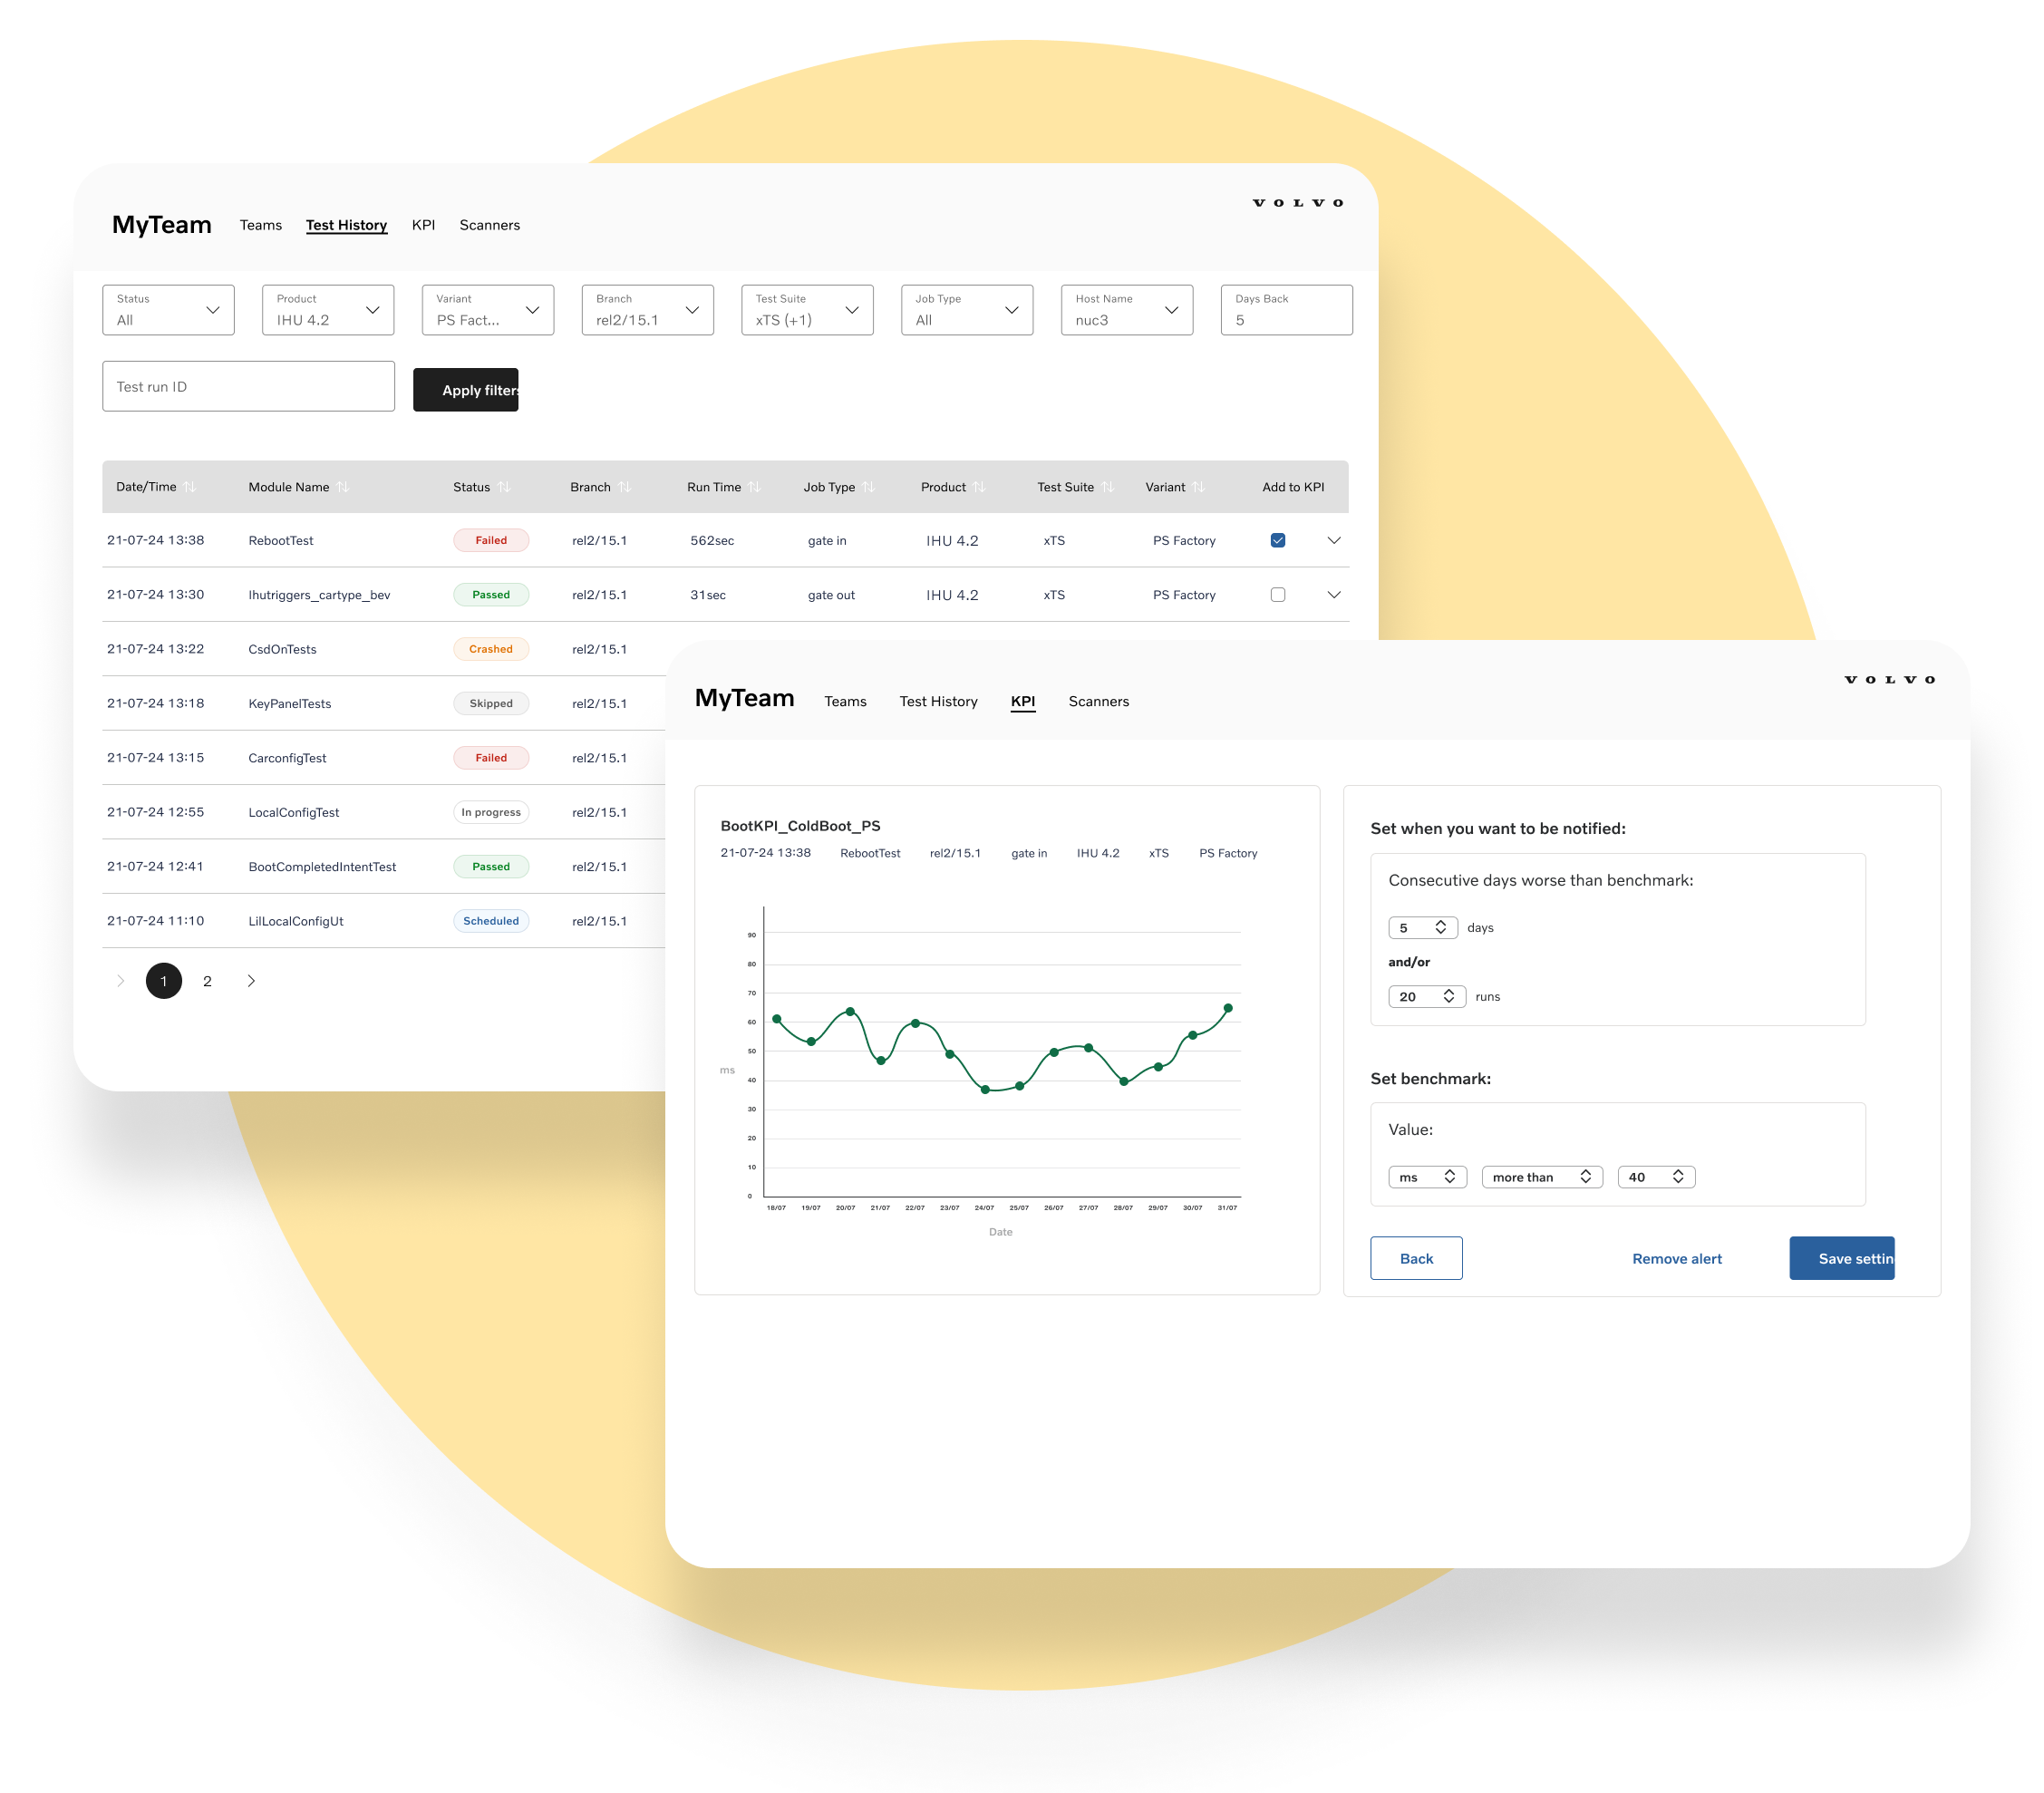 VOLVO
MyTeam Teams Test History KPI Scanners
Status Product Variant Branch Test Suite Job Type Host Name Days Back
All IHU 4.2 PS Fact... rel2/15.1 xTS (+1) All nuc3 5
Test run ID Apply filters
Date/Time Module Name Status Branch Run Time Job Type Product Test Suite Variant Add to KPI
21-07-24 13:38 RebootTest Failed rel2/15.1 562sec gate in IHU 4.2 xTS PS Factory
21-07-24 13:30 Ihutriggers_cartype_bev Passed rel2/15.1 31sec gate out IHU 4.2 xTS PS Factory
21-07-24 13:22 CsdOnTests Crashed rel2/15.1
21-07-24 13:18 KeyPanelTests Skipped rel2/15.1
21-07-24 13:15 CarconfigTest Failed rel2/15.1
21-07-24 12:55 LocalConfigTest In progress rel2/15.1
21-07-24 12:41 BootCompletedIntentTest Passed rel2/15.1
21-07-24 11:10 LilLocalConfigUt Scheduled rel2/15.1
1 2
VOLVO
MyTeam Teams Test History KPI Scanners
BootKPI_ColdBoot_PS
21-07-24 13:38 RebootTest rel2/15.1 gate in IHU 4.2 xTS PS Factory
90
80
70
60
50
ms
40
30
20
10
0
18/07 19/07 20/07 21/07 22/07 23/07 24/07 25/07 26/07 27/07 28/07 29/07 30/07 31/07
Date
Set when you want to be notified:
Consecutive days worse than benchmark:
5 days
and/or
20 runs
Set benchmark:
Value:
ms more than 40
Back Remove alert Save settin